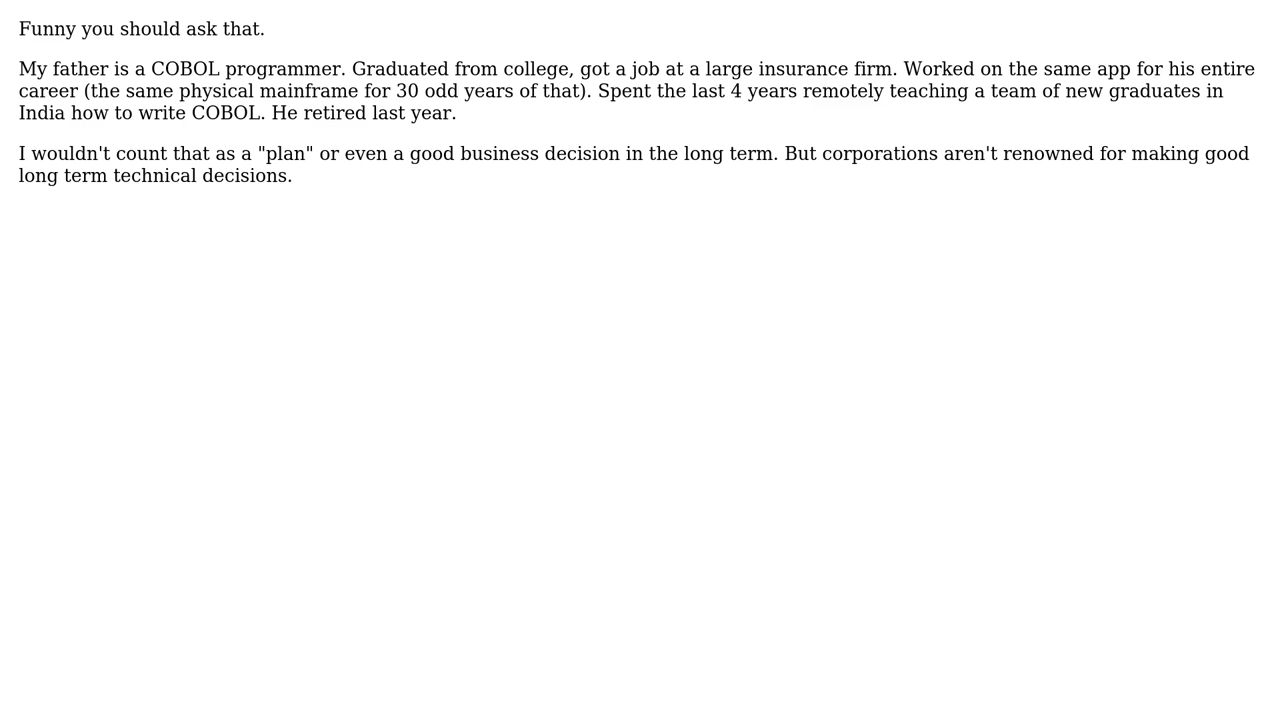 Funny you should ask that.
My father is a COBOL programmer. Graduated from college, got a job at a large insurance firm. Worked on the same app for his entire
career (the same physical mainframe for 30 odd years of that). Spent the last 4 years remotely teaching a team of new graduates in
India how to write COBOL. He retired last year.
I wouldn't count that as a "plan" or even a good business decision in the long term. But corporations aren't renowned for making good
long term technical decisions.